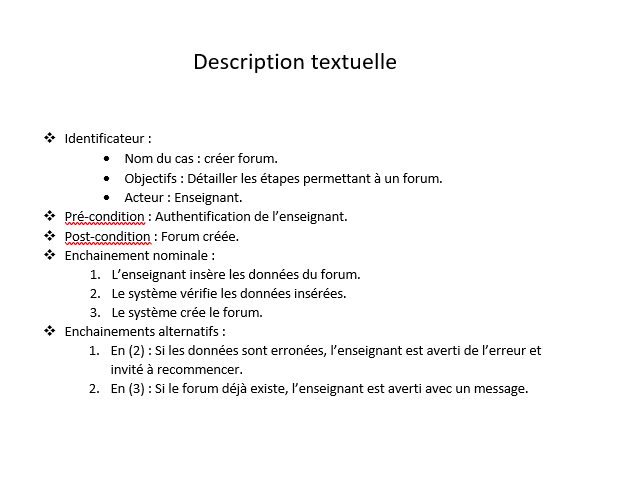 Description textuelle
❖ Identificateur :
• Nom du cas : créer forum.
• Objectifs : Détailler les étapes permettant à un forum.
• Acteur : Enseignant.
❖ Pré-condition : Authentification de l’enseignant.
❖ Post-condition : Forum créée.
❖ Enchainement nominale :
1. L’enseignant insère les données du forum.
2. Le système vérifie les données insérées.
3. Le système crée le forum.
❖ Enchainements alternatifs :
1. En (2) : Si les données sont erronées, l’enseignant est averti de l’erreur et
invité à recommencer.
2. En (3) : Si le forum déjà existe, l’enseignant est averti avec un message.